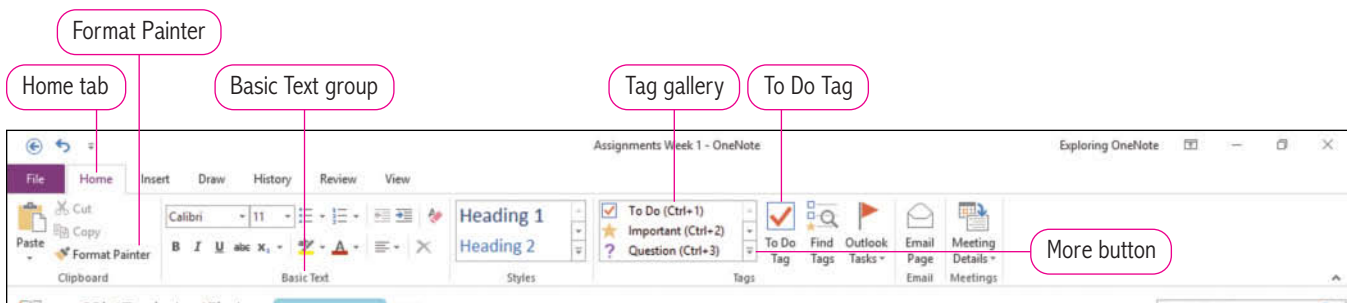 Format Painter
Home tab
Basic Text group
Tag gallery
To Do Tag
Assignments Week 1 - OneNote
Exploring OneNote
File Home Insert Draw History Review View
Paste
Cut
Copy
Format Painter
Clipboard
Calibri 11
B I U abc X₂ A
Basic Text
Heading 1
Heading 2
Styles
To Do (Ctrl+1)
Important (Ctrl+2)
Question (Ctrl+3)
To Do
Tag
Find
Tags
Outlook
Tasks
Tags
Email
Page
Email
Meeting
Details
Meetings
More button